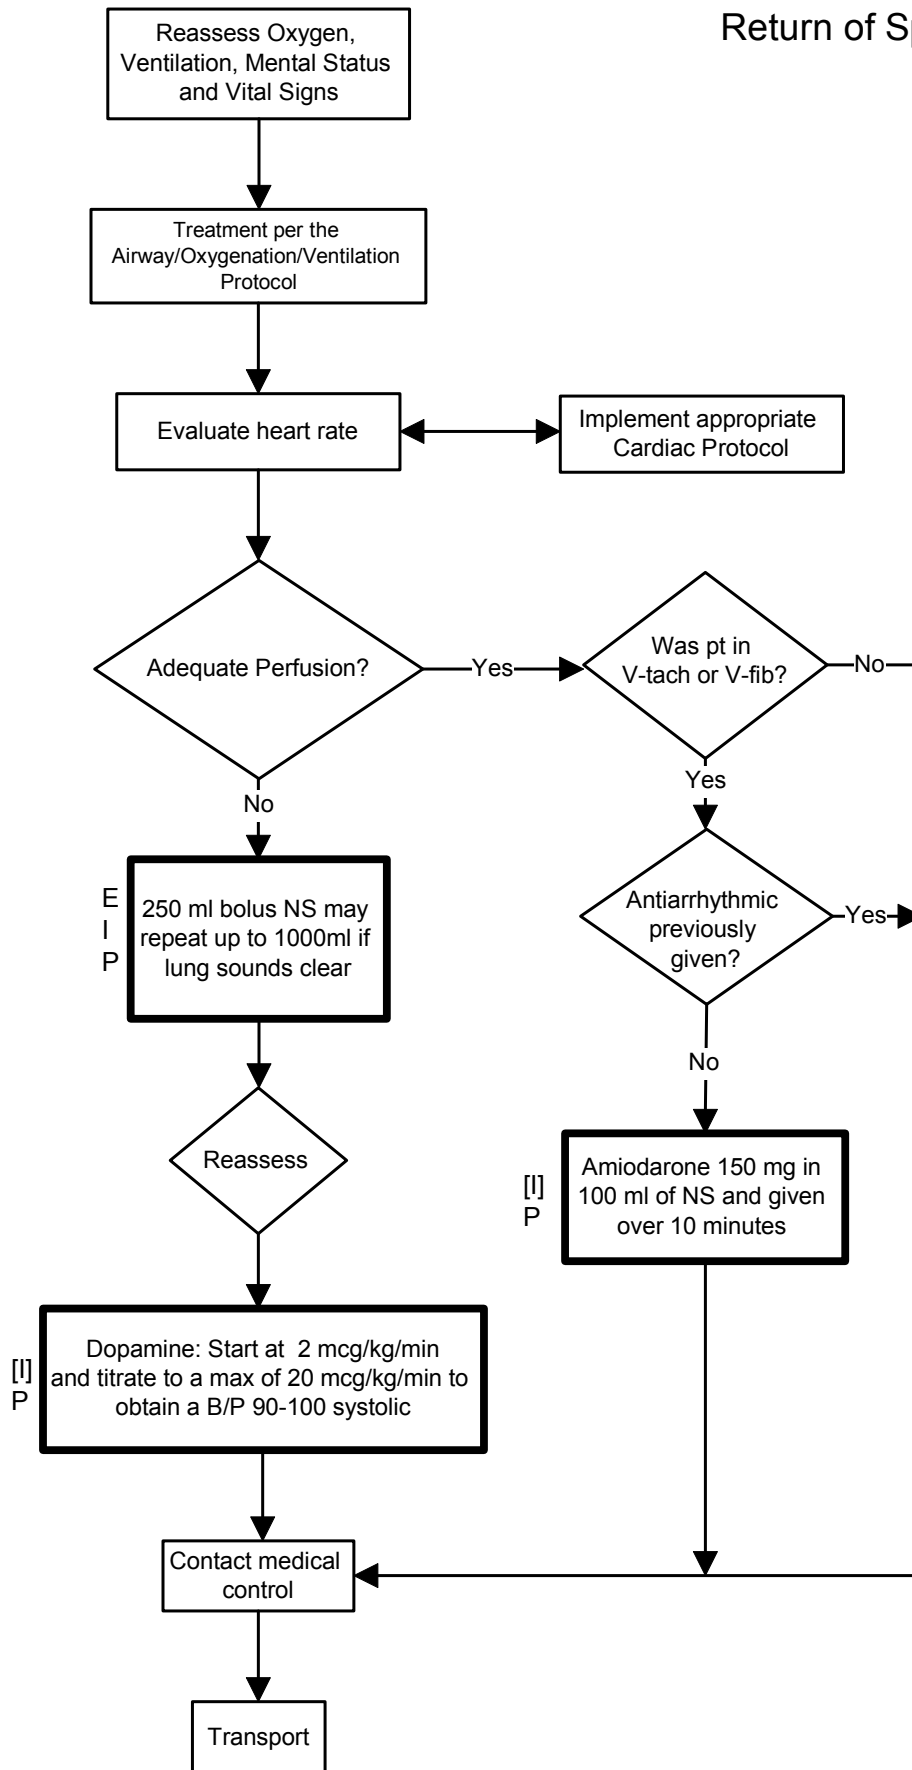 Return of Sp
Reassess Oxygen,
Ventilation, Mental Status
and Vital Signs
Treatment per the
Airway/Oxygenation/Ventilation
Protocol
Evaluate heart rate
Implement appropriate
Cardiac Protocol
Adequate Perfusion?
Yes
Was pt in
V-tach or V-fib?
No
No
Yes
E
I
P
250 ml bolus NS may
repeat up to 1000ml if
lung sounds clear
Antiarrhythmic
previously
given?
Yes
No
Reassess
[I]
P
Amiodarone 150 mg in
100 ml of NS and given
over 10 minutes
[I]
P
Dopamine: Start at 2 mcg/kg/min
and titrate to a max of 20 mcg/kg/min to
obtain a B/P 90-100 systolic
Contact medical
control
Transport